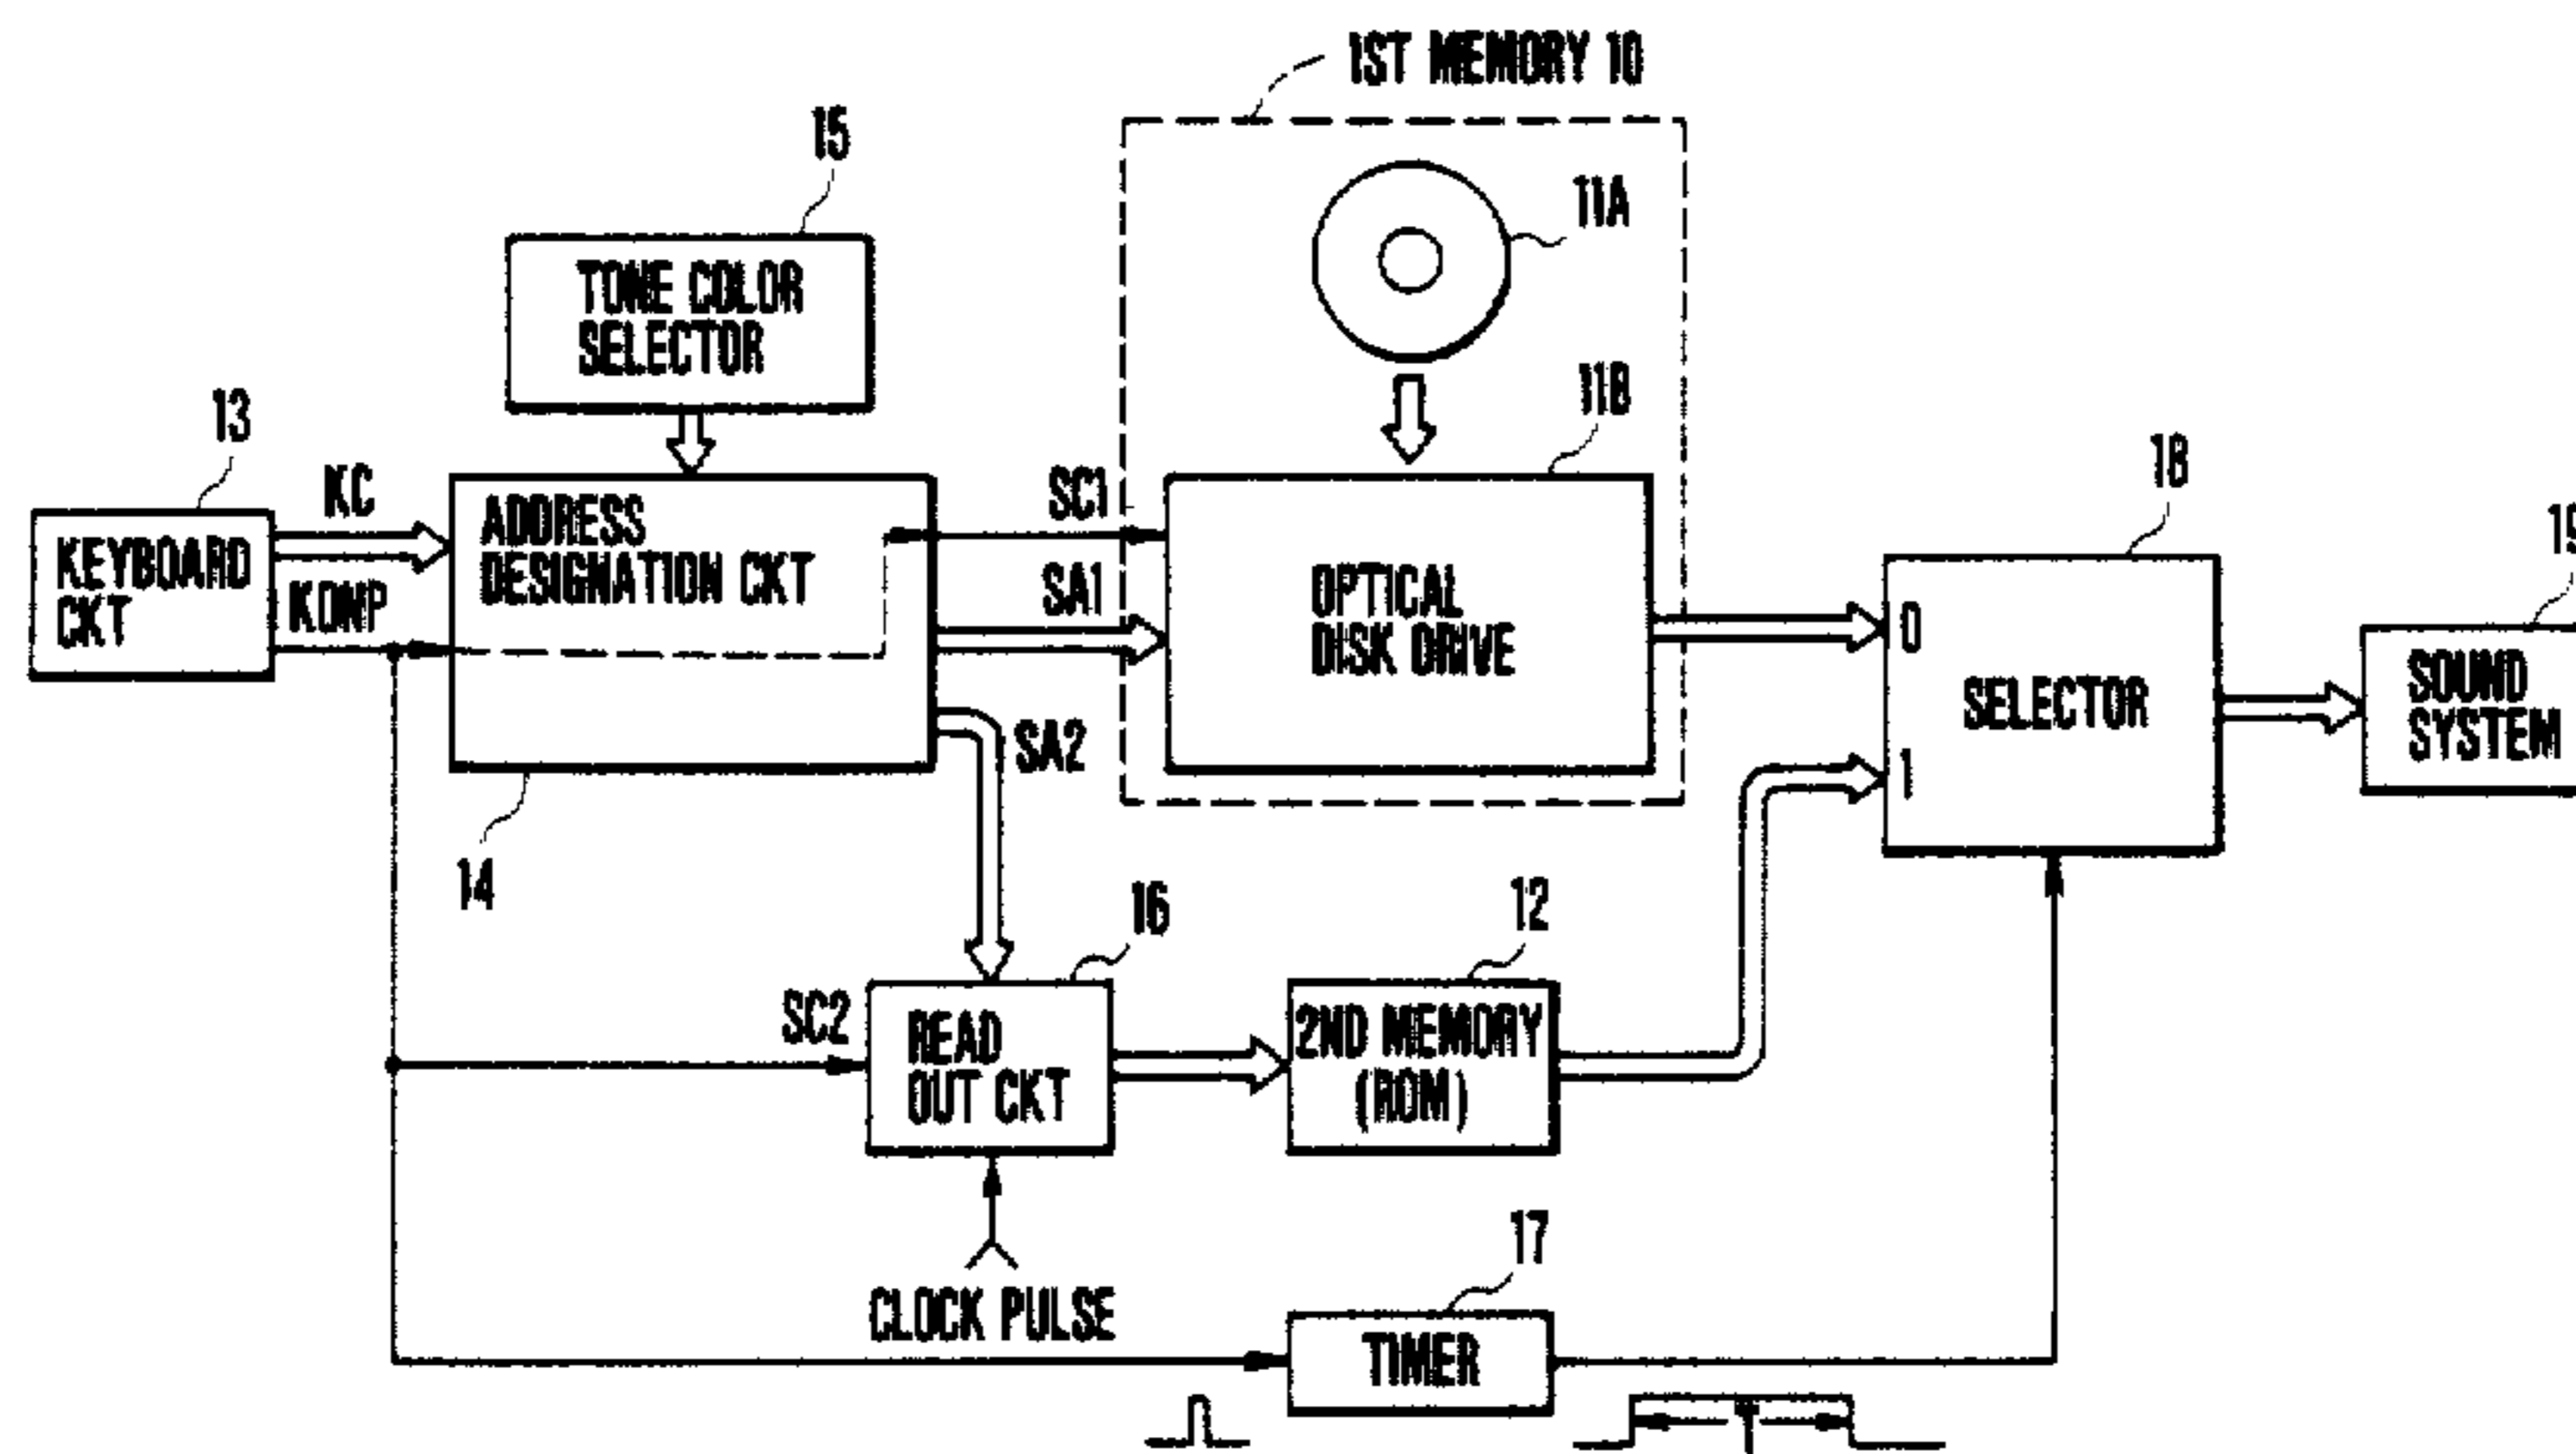 1ST MEMORY 10
15
11A
TONE COLOR
SELECTOR
11B
13
18
KC
SC1
19
ADDRESS
DESIGNATION CKT
KEYBOARD
CKT
KONP
SA1
OPTICAL
DISK DRIVE
0
SELECTOR
SOUND
SYSTEM
SA2
1
14
16
12
SC2
READ
OUT CKT
2ND MEMORY
(ROM)
17
CLOCK PULSE
TIMER
T